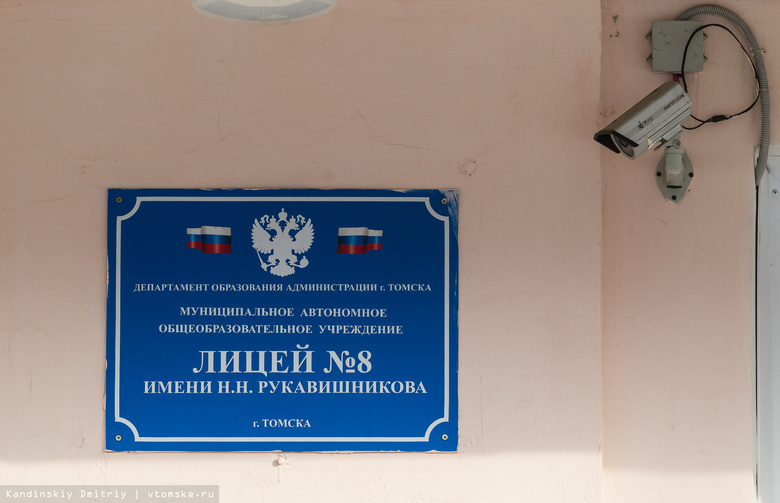 ДЕПАРТАМЕНТ ОБРАЗОВАНИЯ АДМИНИСТРАЦИИ г. ТОМСКА
МУНИЦИПАЛЬНОЕ АВТОНОМНОЕ
ОБЩЕОБРАЗОВАТЕЛЬНОЕ УЧРЕЖДЕНИЕ
ЛИЦЕЙ №8
ИМЕНИ Н.Н. РУКАВИШНИКОВА
г. ТОМСКА
Kandinskiy Dmitriy | vtomske.ru